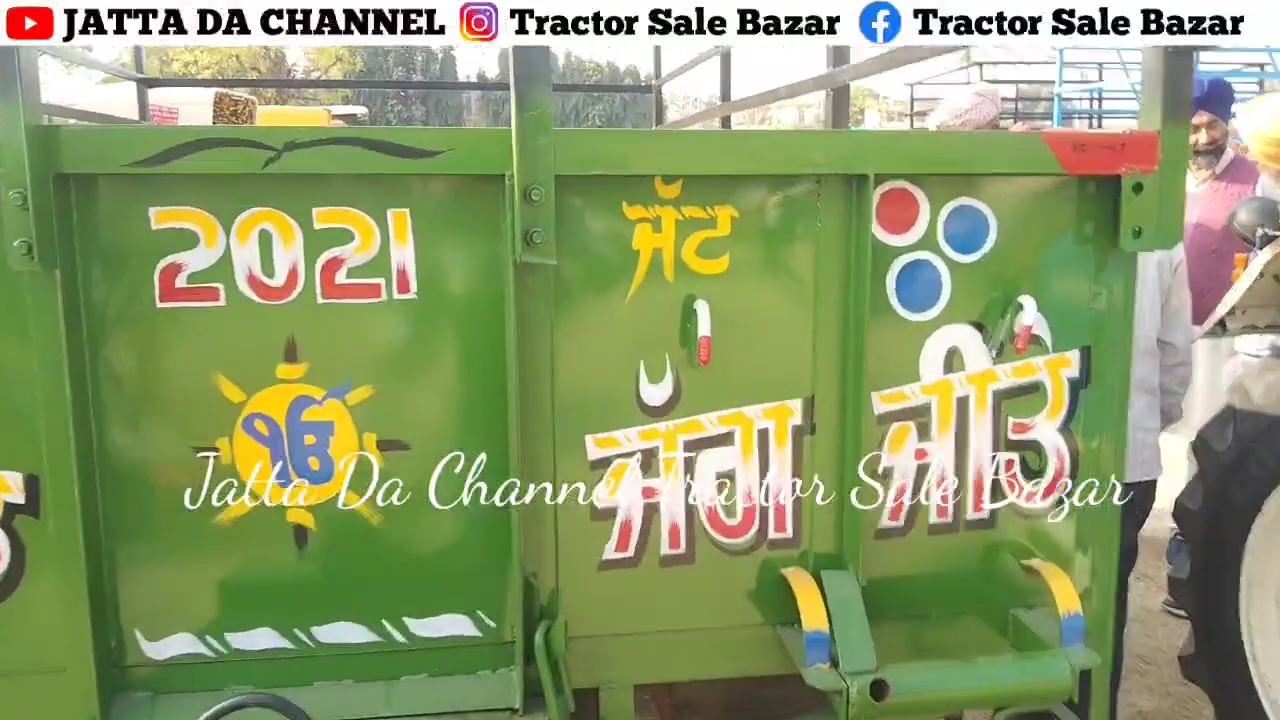 JATTA DA CHANNEL Tractor Sale Bazar Tractor Sale Bazar
2021
ੴ
ਜੱਟ
ਜੱਗ ਜੀਤ
Jatta Da Channel Tractor Sale Bazar